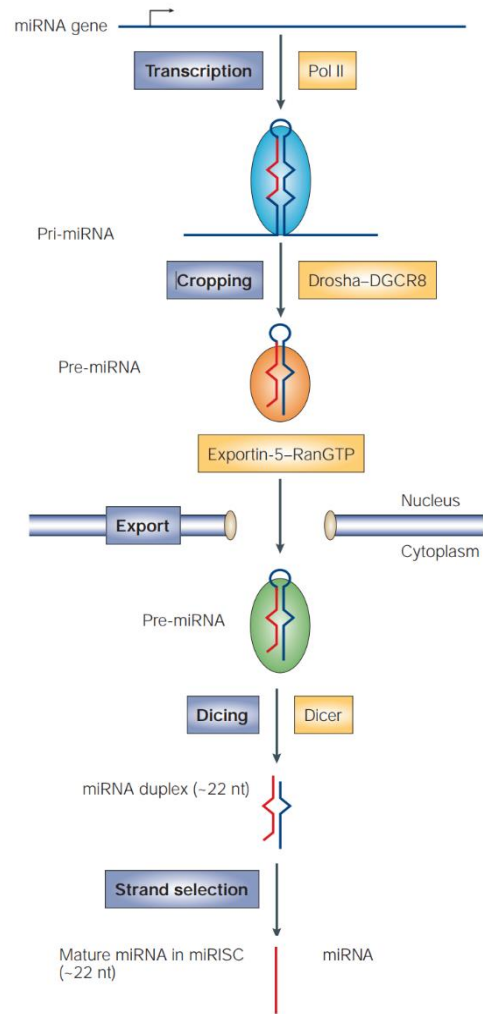 miRNA gene
Transcription
Pol II
Pri-miRNA
Cropping
Drosha–DGCR8
Pre-miRNA
Exportin-5–RanGTP
Nucleus
Export
Cytoplasm
Pre-miRNA
Dicing
Dicer
miRNA duplex (~22 nt)
Strand selection
Mature miRNA in miRISC
(~22 nt)
miRNA